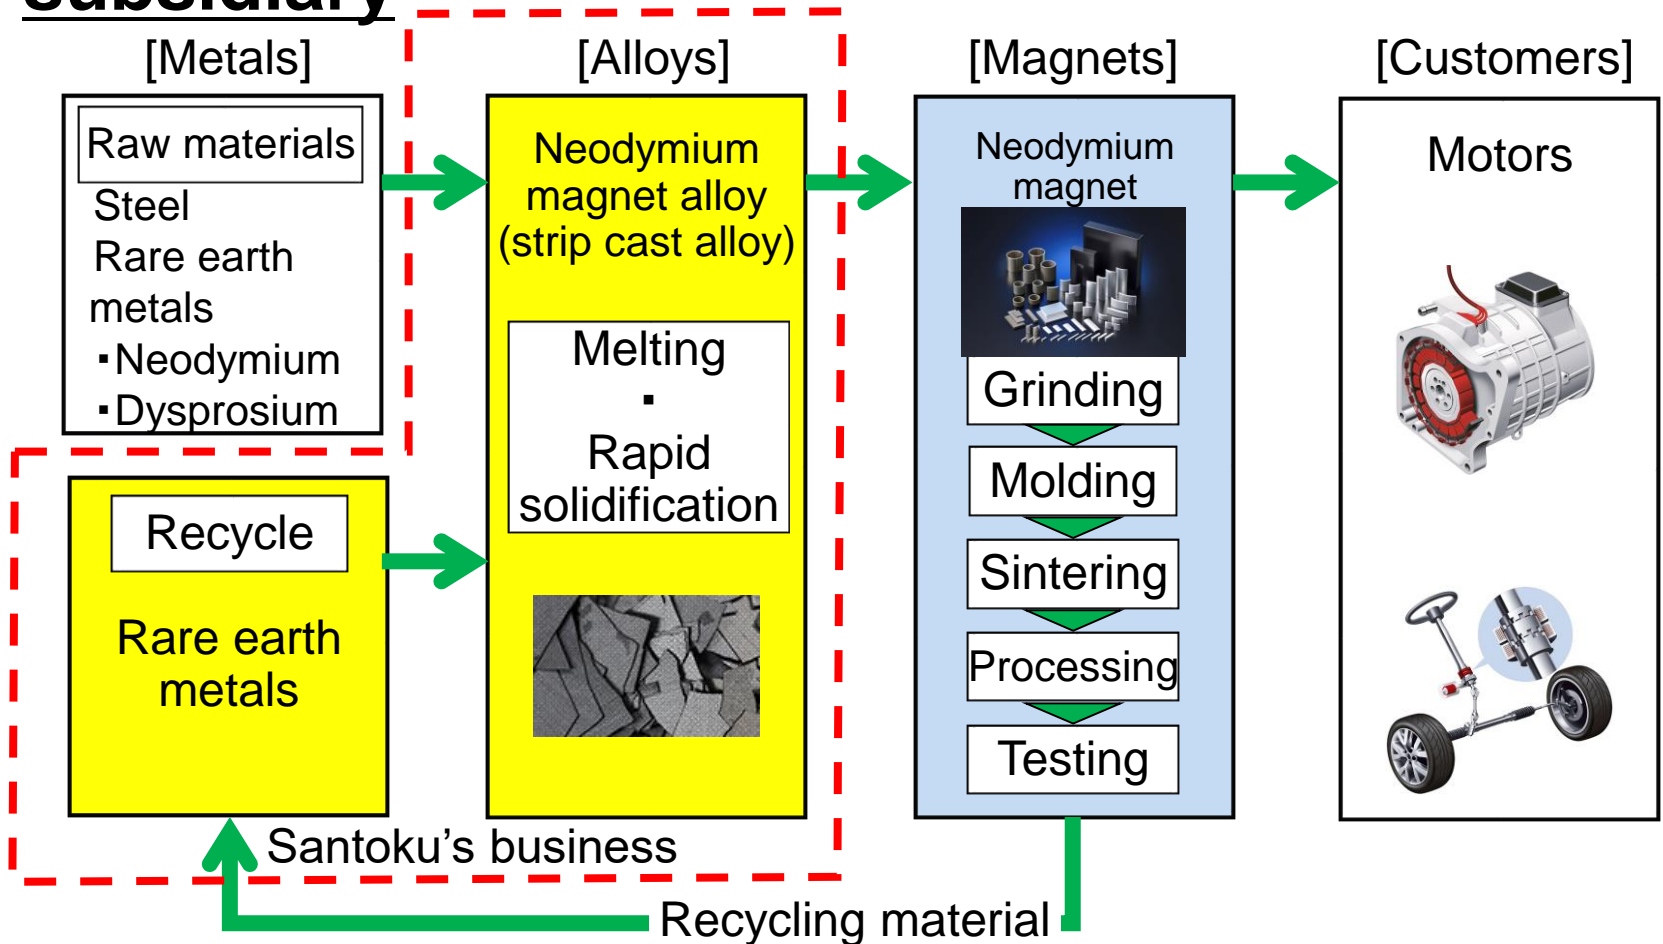 subsidiary
[Metals]
Raw materials
Steel
Rare earth
metals
・Neodymium
・Dysprosium
Recycle
Rare earth
metals
[Alloys]
Neodymium
magnet alloy
(strip cast alloy)
Melting
・
Rapid
solidification
Santoku’s business
[Magnets]
Neodymium
magnet
Grinding
Molding
Sintering
Processing
Testing
Recycling material
[Customers]
Motors